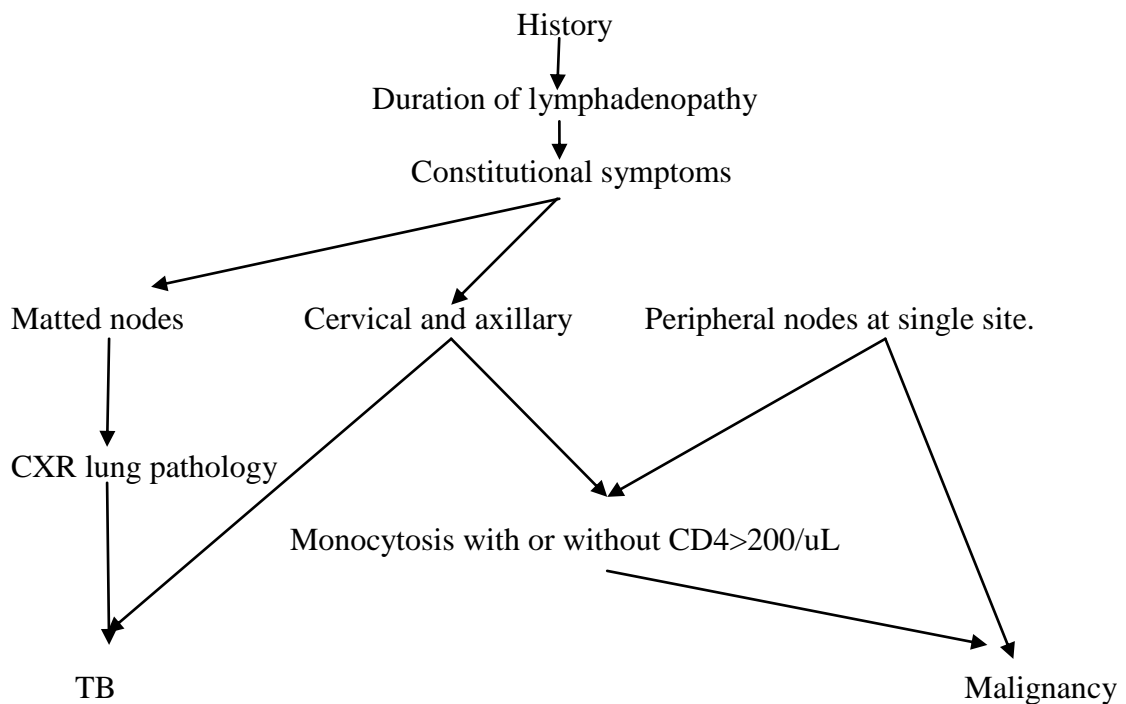 History
Duration of lymphadenopathy
Constitutional symptoms
Matted nodes
Cervical and axillary
Peripheral nodes at single site.
CXR lung pathology
Monocytosis with or without CD4>200/uL
TB
Malignancy